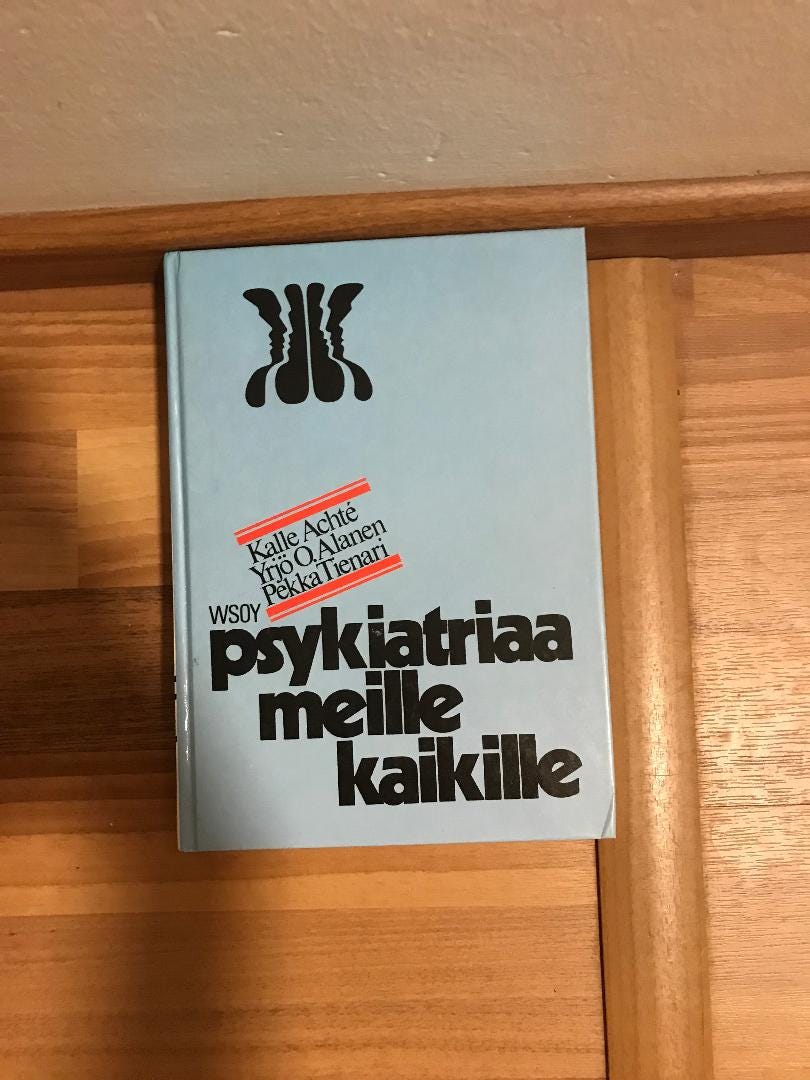 Kalle Achté
Yrjö O. Alanen
Pekka Tienari
WSOY
psykiatriaa
meille
kaikille